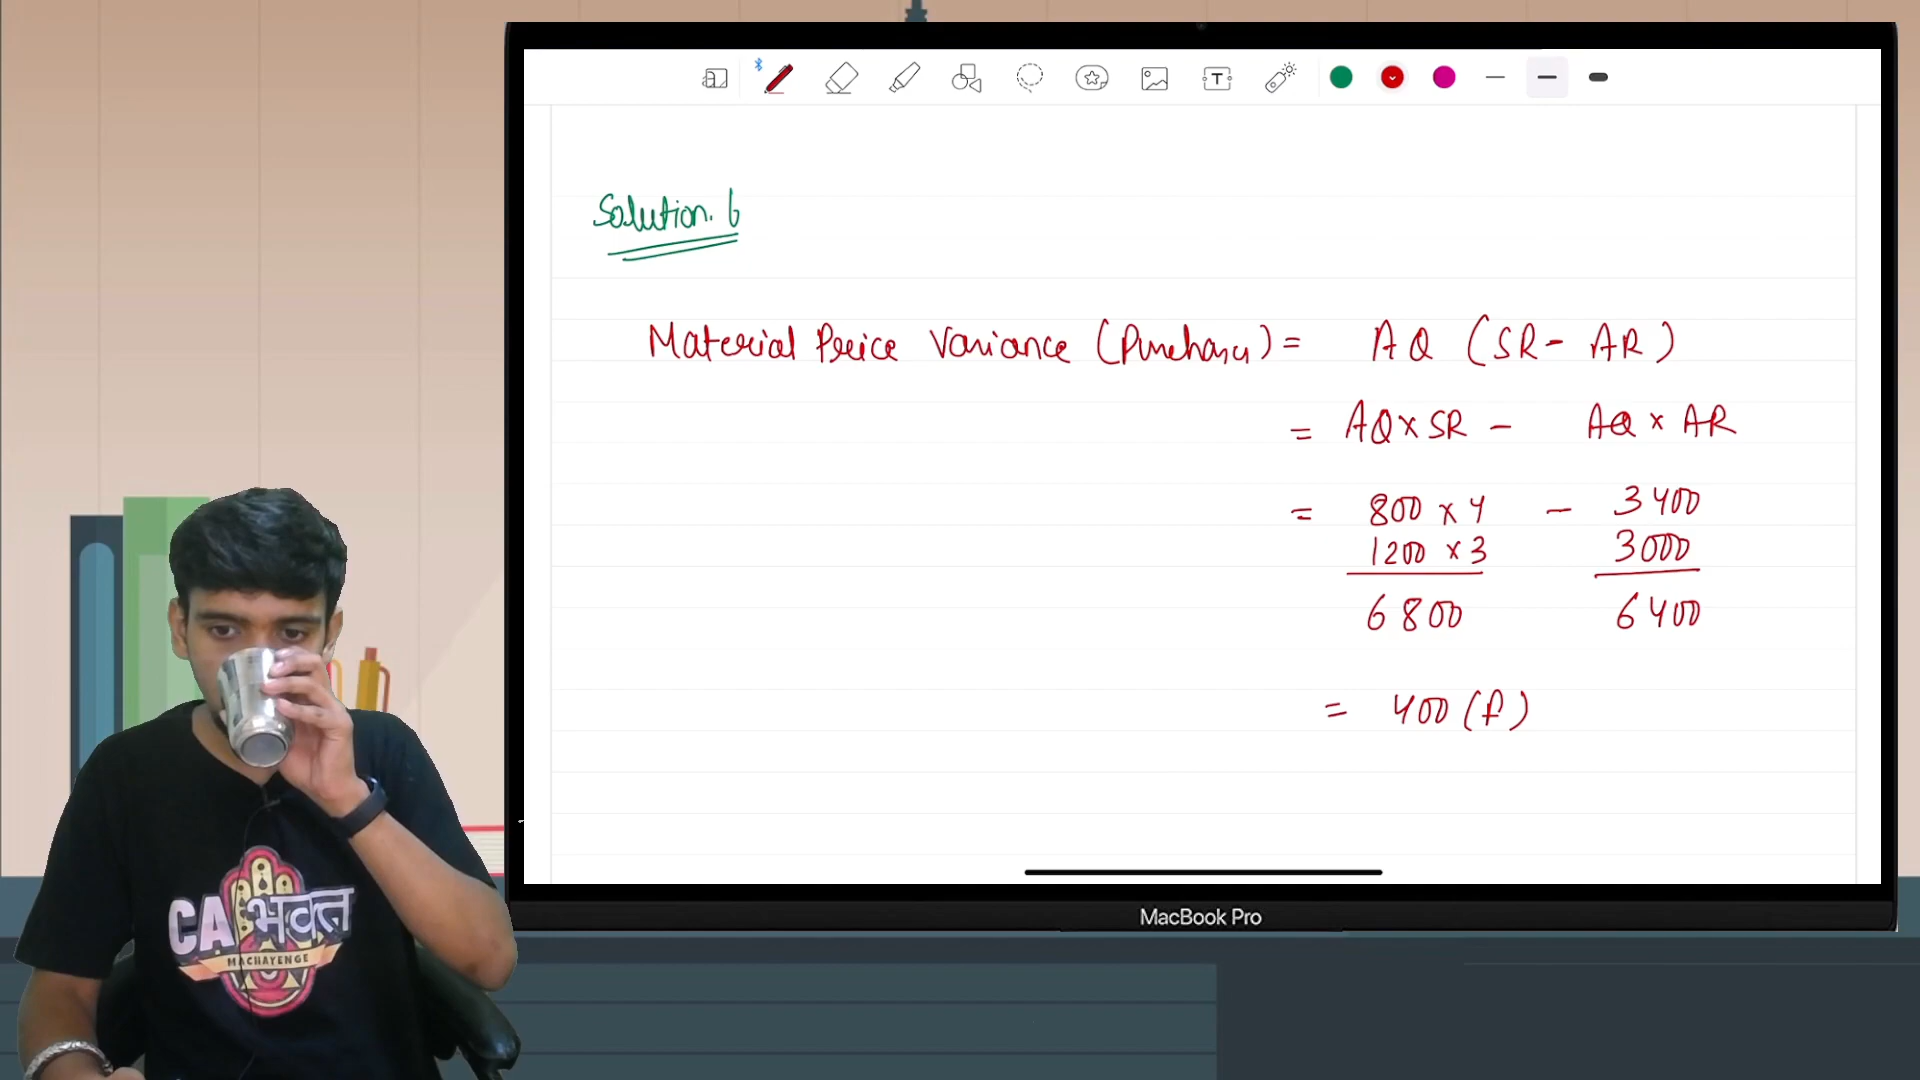 Solution. 6
Material Price Variance (Purchase) = AQ (SR - AR)
= AQ x SR - AQ x AR
= 800 x 4 - 3400
1200 x 3 3000
6800 6400
= 400 (f)
MacBook Pro
CA भक्त
MACHAYENGE